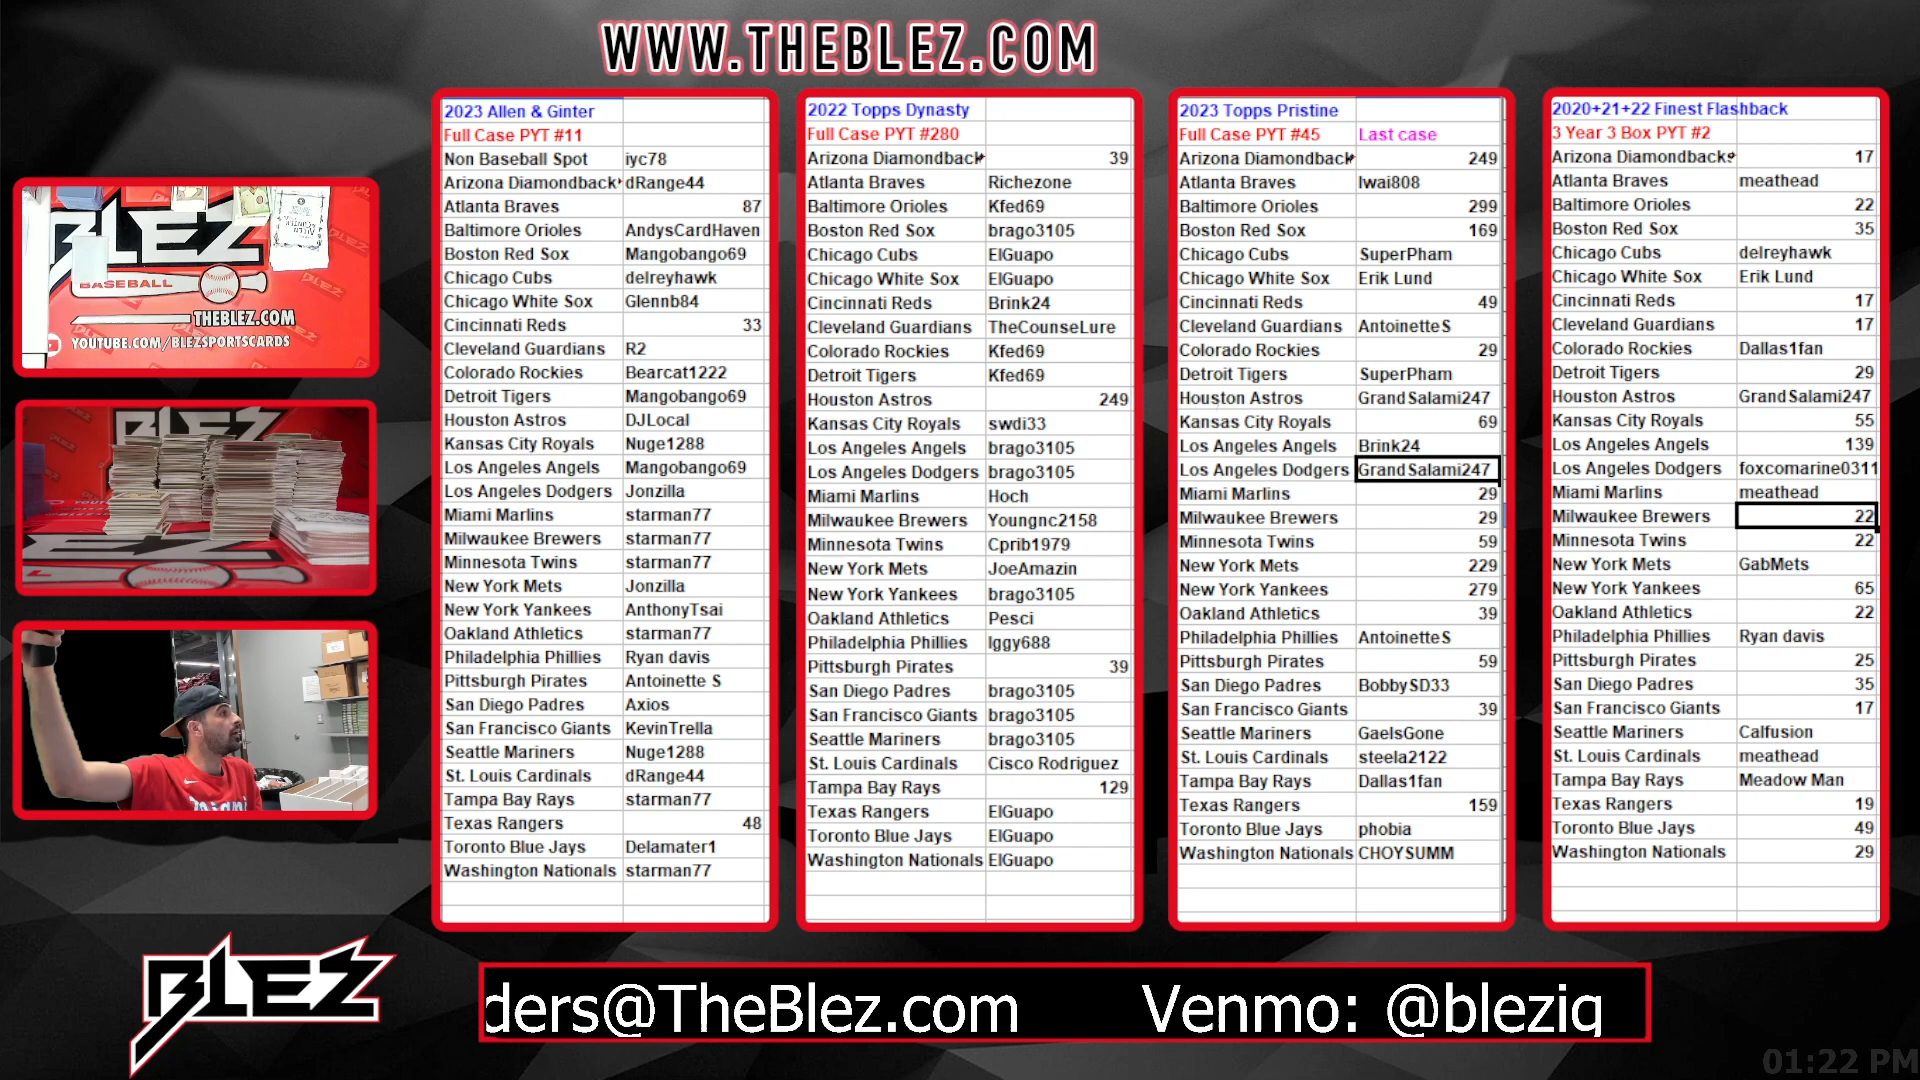 WWW.THEBLEZ.COM
2023 Allen & Ginter
Full Case PYT #11
Non Baseball Spot iyc78
Arizona Diamondback dRange44
Atlanta Braves 87
Baltimore Orioles AndysCardHaven
Boston Red Sox Mangobango69
Chicago Cubs delreyhawk
Chicago White Sox Glennb84
Cincinnati Reds 33
Cleveland Guardians R2
Colorado Rockies Bearcat1222
Detroit Tigers Mangobango69
Houston Astros DJLocal
Kansas City Royals Nuge1288
Los Angeles Angels Mangobango69
Los Angeles Dodgers Jonzilla
Miami Marlins starman77
Milwaukee Brewers starman77
Minnesota Twins starman77
New York Mets Jonzilla
New York Yankees AnthonyTsai
Oakland Athletics starman77
Philadelphia Phillies Ryan davis
Pittsburgh Pirates Antoinette S
San Diego Padres Axios
San Francisco Giants KevinTrella
Seattle Mariners Nuge1288
St. Louis Cardinals dRange44
Tampa Bay Rays starman77
Texas Rangers 48
Toronto Blue Jays Delamater1
Washington Nationals starman77
2022 Topps Dynasty
Full Case PYT #280
Arizona Diamondback 39
Atlanta Braves Richezone
Baltimore Orioles Kfed69
Boston Red Sox brago3105
Chicago Cubs ElGuapo
Chicago White Sox ElGuapo
Cincinnati Reds Brink24
Cleveland Guardians TheCounseLure
Colorado Rockies Kfed69
Detroit Tigers Kfed69
Houston Astros 249
Kansas City Royals swdi33
Los Angeles Angels brago3105
Los Angeles Dodgers brago3105
Miami Marlins Hoch
Milwaukee Brewers Youngnc2158
Minnesota Twins Cprib1979
New York Mets JoeAmazin
New York Yankees brago3105
Oakland Athletics Pesci
Philadelphia Phillies Iggy688
Pittsburgh Pirates 39
San Diego Padres brago3105
San Francisco Giants brago3105
Seattle Mariners brago3105
St. Louis Cardinals Cisco Rodriguez
Tampa Bay Rays 129
Texas Rangers ElGuapo
Toronto Blue Jays ElGuapo
Washington Nationals ElGuapo
2023 Topps Pristine
Full Case PYT #45 Last case
Arizona Diamondback 249
Atlanta Braves Iwai808
Baltimore Orioles 299
Boston Red Sox 169
Chicago Cubs SuperPham
Chicago White Sox Erik Lund
Cincinnati Reds 49
Cleveland Guardians AntoinetteS
Colorado Rockies 29
Detroit Tigers SuperPham
Houston Astros GrandSalami247
Kansas City Royals 69
Los Angeles Angels Brink24
Los Angeles Dodgers GrandSalami247
Miami Marlins 29
Milwaukee Brewers 29
Minnesota Twins 59
New York Mets 229
New York Yankees 279
Oakland Athletics 39
Philadelphia Phillies AntoinetteS
Pittsburgh Pirates 59
San Diego Padres BobbySD33
San Francisco Giants 39
Seattle Mariners GaelsGone
St. Louis Cardinals steela2122
Tampa Bay Rays Dallas1fan
Texas Rangers 159
Toronto Blue Jays phobia
Washington Nationals CHOYSUMM
2020+21+22 Finest Flashback
3 Year 3 Box PYT #2
Arizona Diamondbacks 17
Atlanta Braves meathead
Baltimore Orioles 22
Boston Red Sox 35
Chicago Cubs delreyhawk
Chicago White Sox Erik Lund
Cincinnati Reds 17
Cleveland Guardians 17
Colorado Rockies Dallas1fan
Detroit Tigers 29
Houston Astros GrandSalami247
Kansas City Royals 55
Los Angeles Angels 139
Los Angeles Dodgers foxcomarine0311
Miami Marlins meathead
Milwaukee Brewers 22
Minnesota Twins 22
New York Mets GabMets
New York Yankees 65
Oakland Athletics 22
Philadelphia Phillies Ryan davis
Pittsburgh Pirates 25
San Diego Padres 35
San Francisco Giants 17
Seattle Mariners Calfusion
St. Louis Cardinals meathead
Tampa Bay Rays Meadow Man
Texas Rangers 19
Toronto Blue Jays 49
Washington Nationals 29
BLEZ
BASEBALL
THEBLEZ.COM
YOUTUBE.COM/BLEZSPORTSCARDS
BLEZ
BLEZ
ders@TheBlez.com Venmo: @blezig
01:22 PM